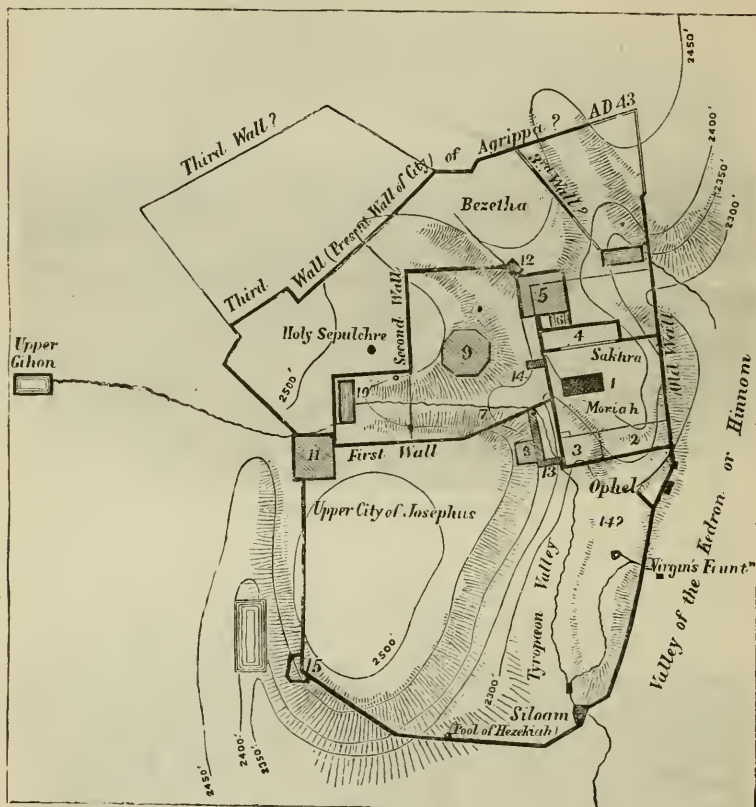 2450'
2400'
2350'
2300'
Third Wall?
Third Wall (Present Wall of City) of Agrippa? AD 43
3rd Wall?
Bezetha
12
5
Second Wall
Holy Sepulchre
9
4
Old Wall
Sakhra
Upper
Gihon
2500'
10
14
1
Moriah
7
2
11
First Wall
8
3
13
Ophel
Upper City of Josephus
14?
Virgin's Fount
Valley of the Kedron or Hinnom
Tyropœon Valley
15
2500'
2300'
Siloam
(Pool of Hezekiah)
2400'
2350'
2450'